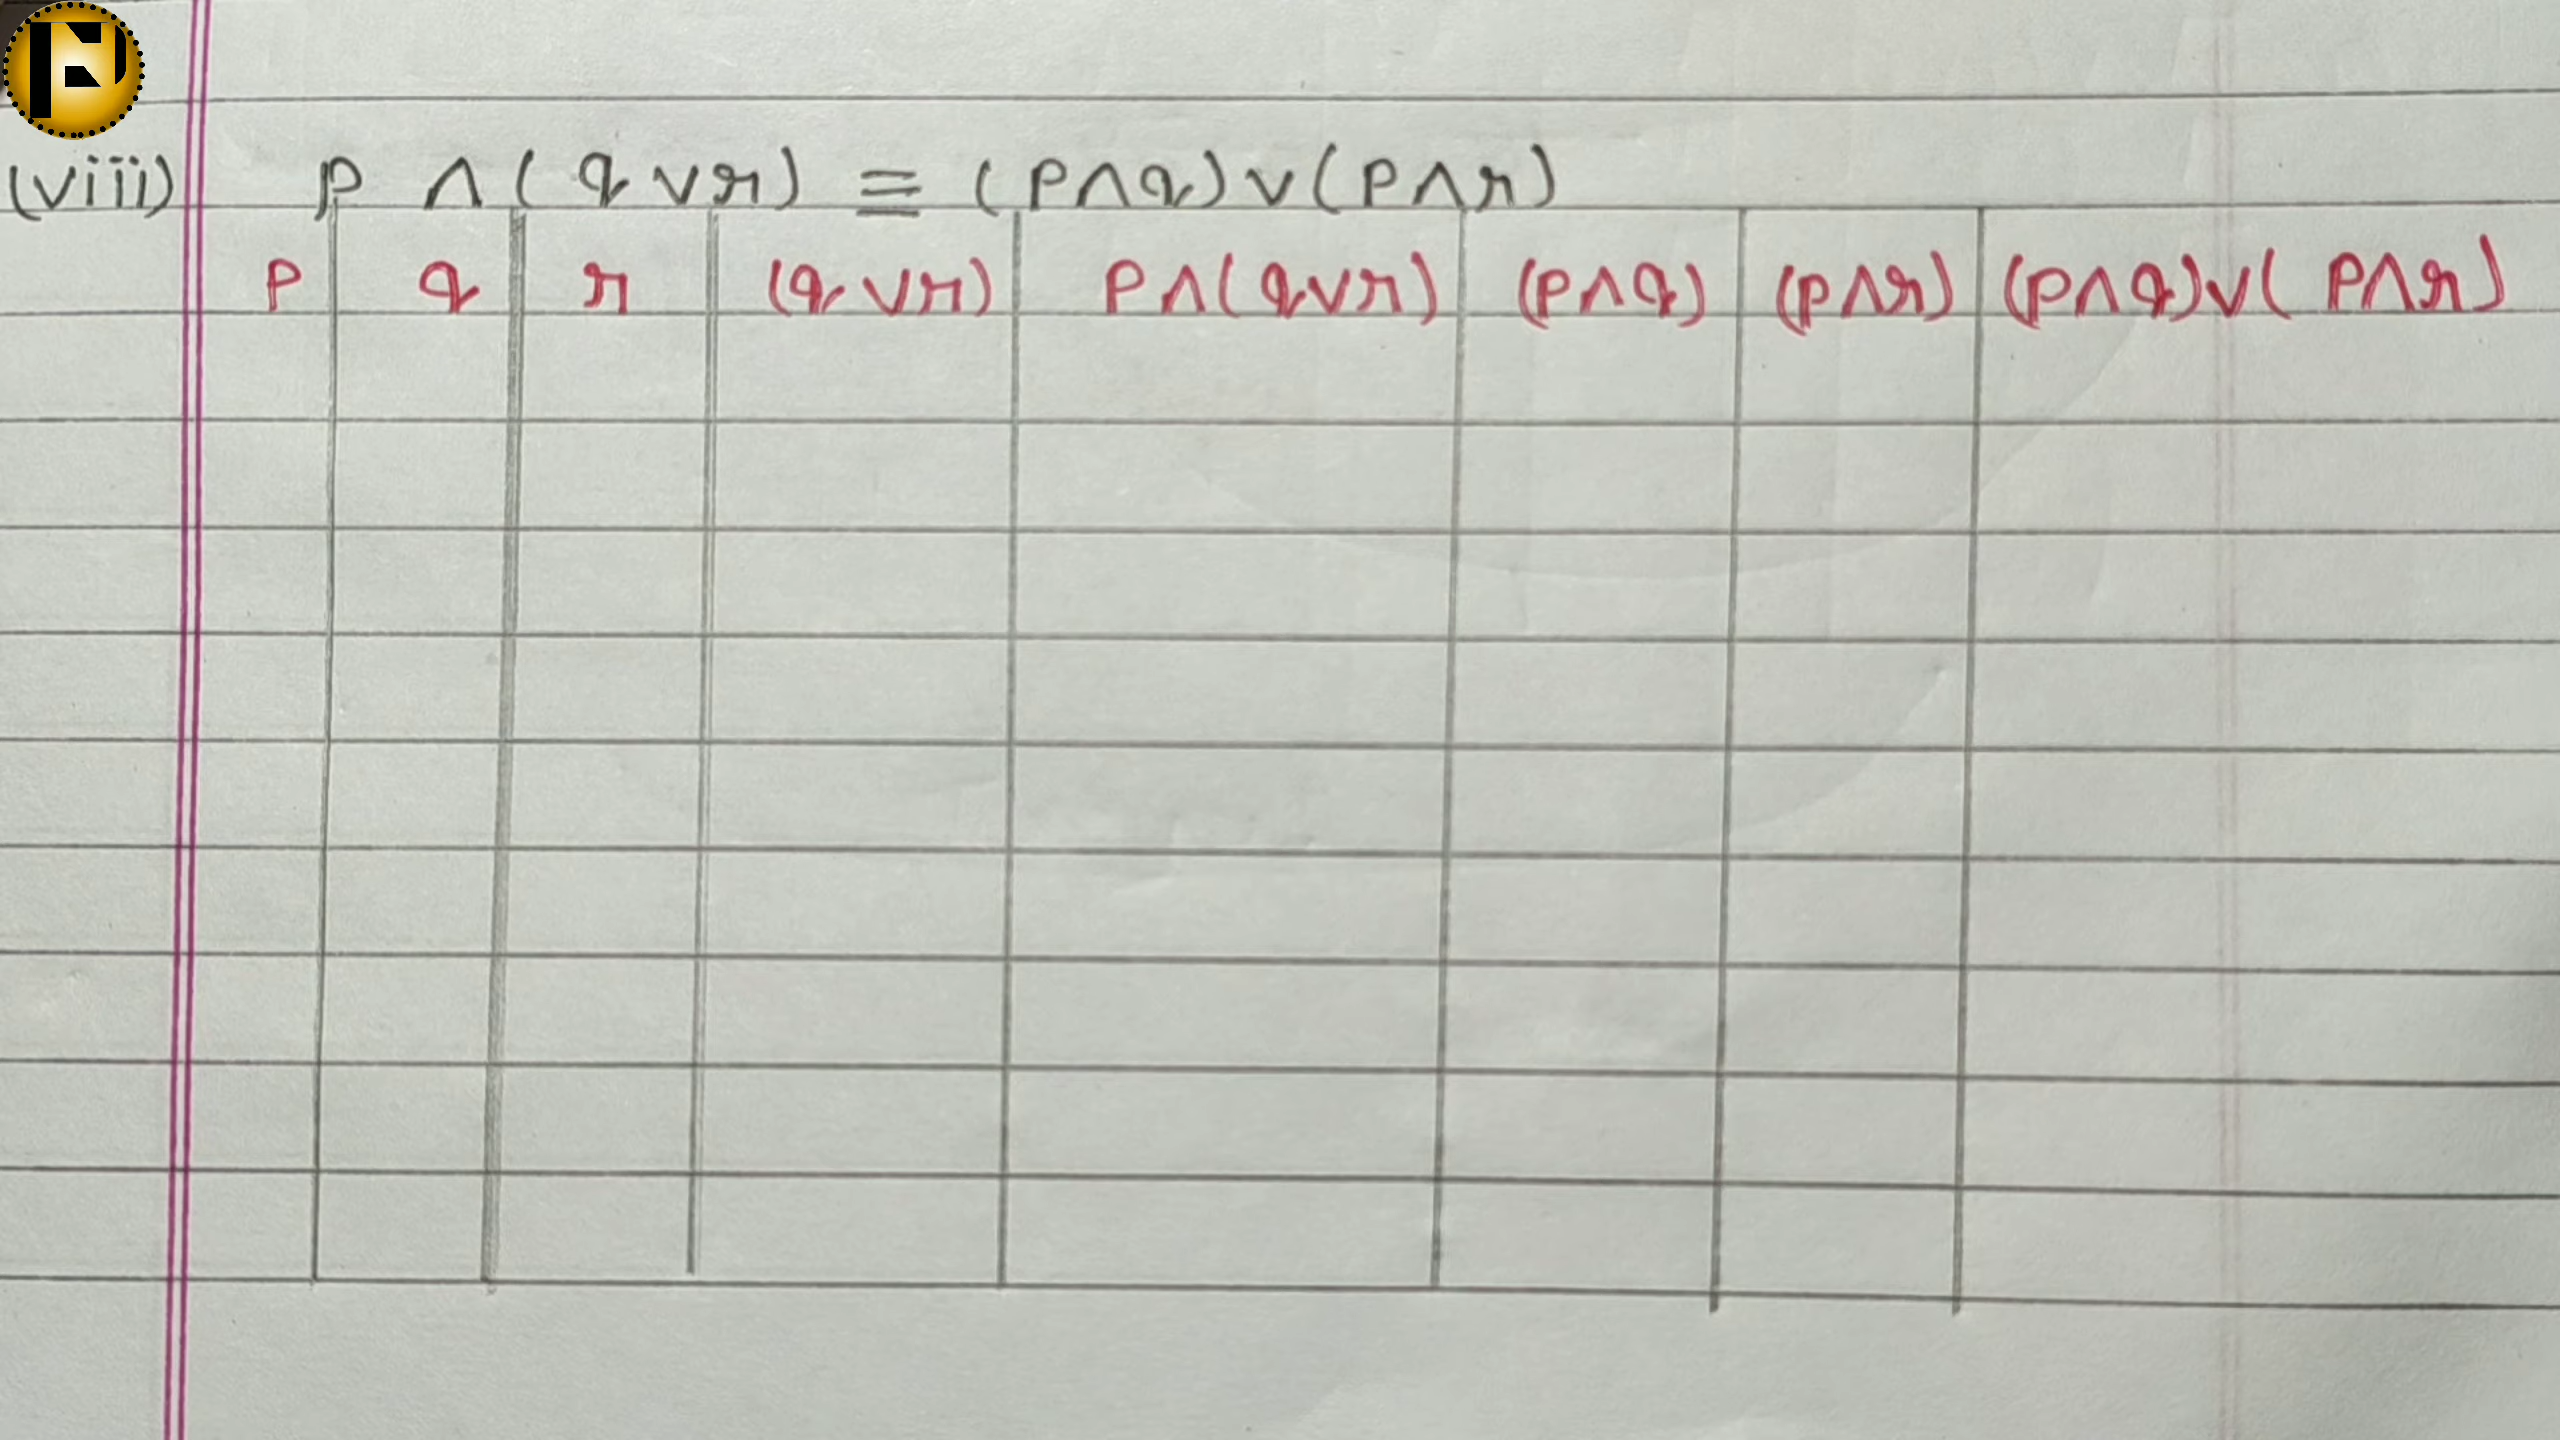 (viii) p ∧ (q ∨ r) ≡ (p ∧ q) ∨ (p ∧ r)
p q r (q ∨ r) p ∧ (q ∨ r) (p ∧ q) (p ∧ r) (p ∧ q) ∨ (p ∧ r)